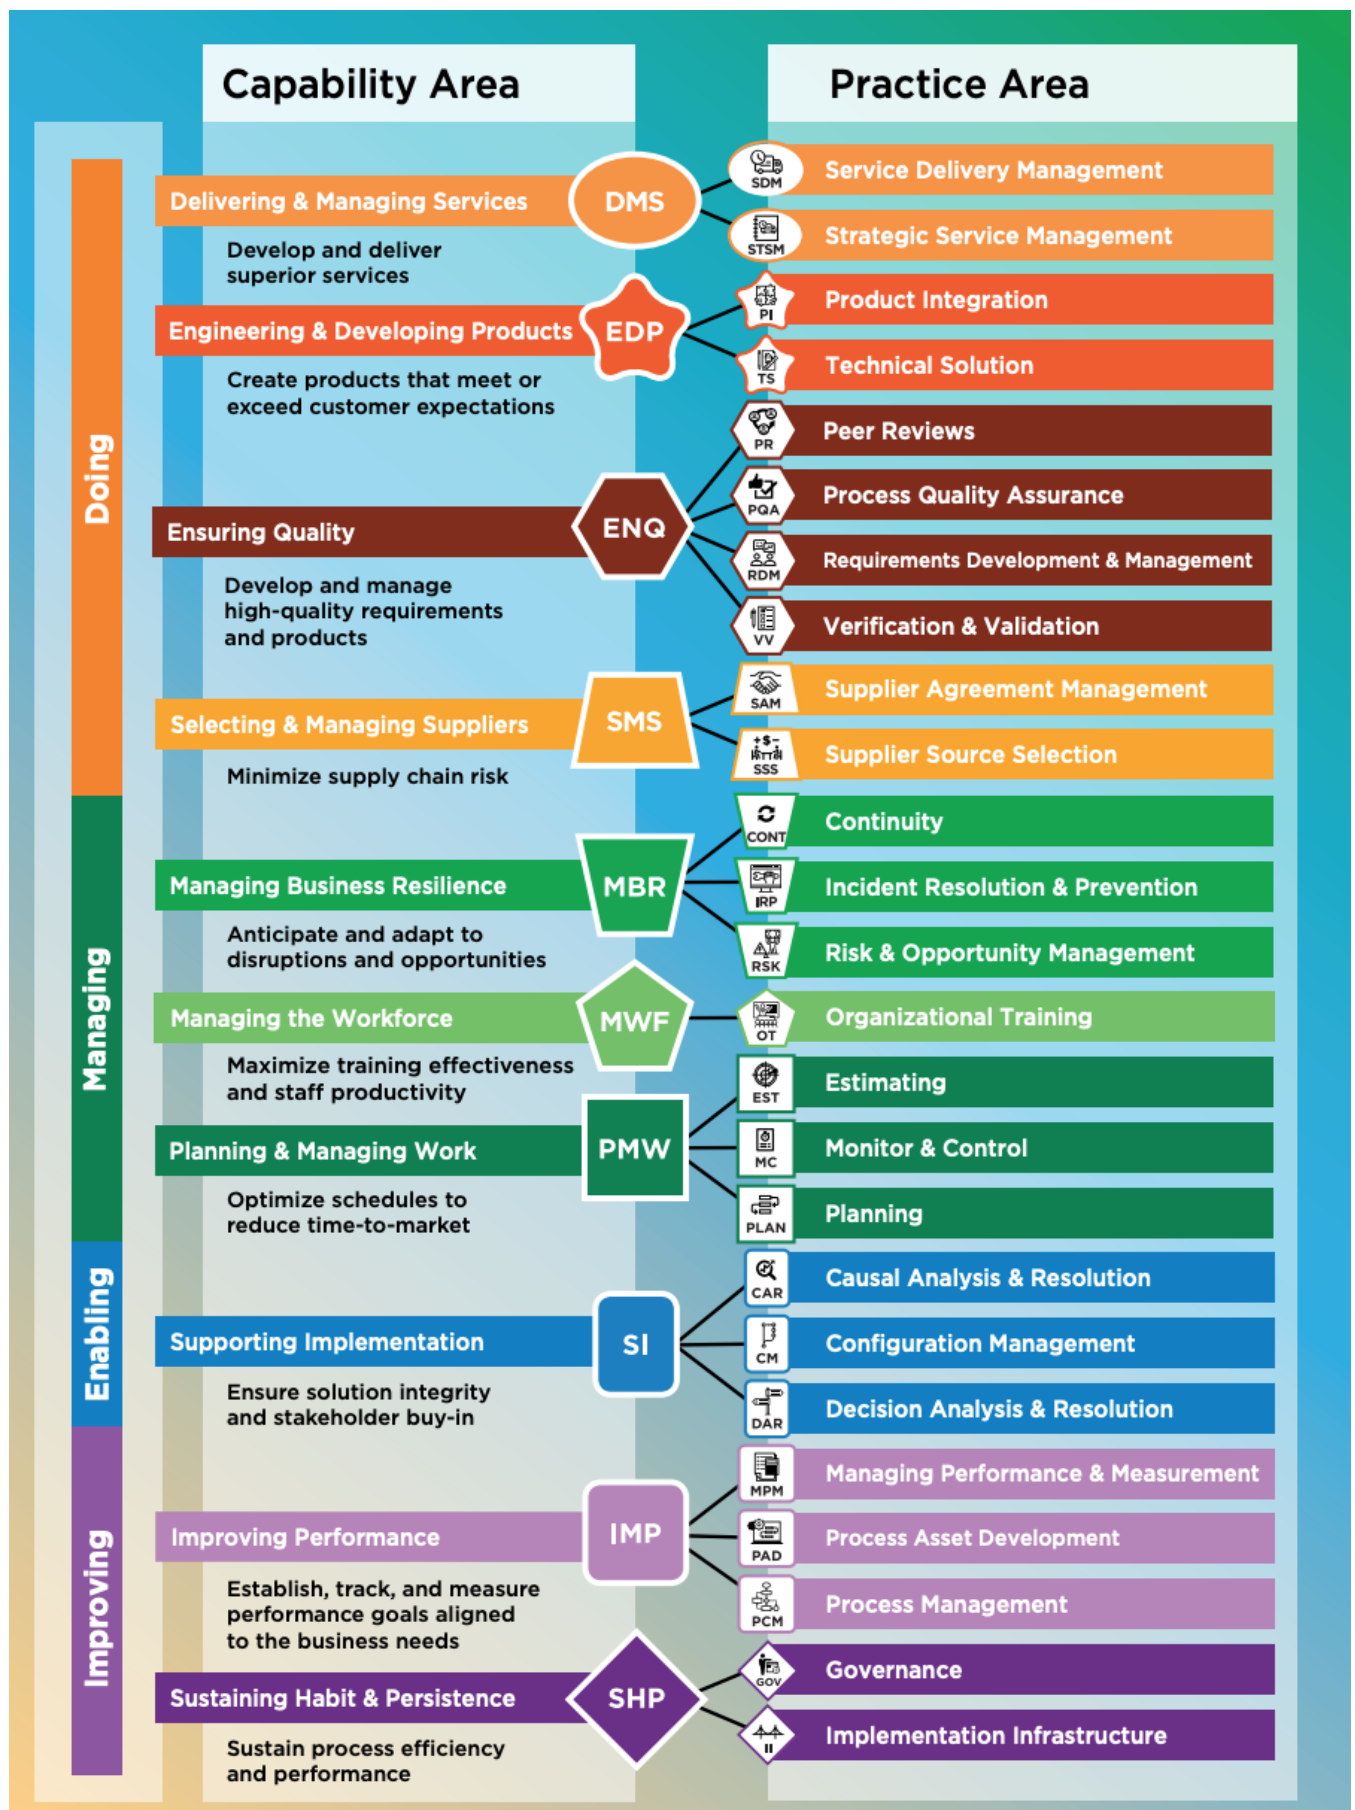 Capability Area
Practice Area
Doing
Delivering & Managing Services
DMS
Develop and deliver
superior services
SDM
Service Delivery Management
STSM
Strategic Service Management
Engineering & Developing Products
EDP
Create products that meet or
exceed customer expectations
PI
Product Integration
TS
Technical Solution
Ensuring Quality
ENQ
Develop and manage
high-quality requirements
and products
PR
Peer Reviews
PQA
Process Quality Assurance
RDM
Requirements Development & Management
VV
Verification & Validation
Selecting & Managing Suppliers
SMS
Minimize supply chain risk
SAM
Supplier Agreement Management
+$-
SSS
Supplier Source Selection
Managing
Managing Business Resilience
MBR
Anticipate and adapt to
disruptions and opportunities
CONT
Continuity
IRP
Incident Resolution & Prevention
RSK
Risk & Opportunity Management
Managing the Workforce
MWF
Maximize training effectiveness
and staff productivity
OT
Organizational Training
Planning & Managing Work
PMW
Optimize schedules to
reduce time-to-market
EST
Estimating
MC
Monitor & Control
PLAN
Planning
Enabling
Supporting Implementation
SI
Ensure solution integrity
and stakeholder buy-in
CAR
Causal Analysis & Resolution
CM
Configuration Management
DAR
Decision Analysis & Resolution
Improving
Improving Performance
IMP
Establish, track, and measure
performance goals aligned
to the business needs
MPM
Managing Performance & Measurement
PAD
Process Asset Development
PCM
Process Management
Sustaining Habit & Persistence
SHP
Sustain process efficiency
and performance
GOV
Governance
II
Implementation Infrastructure